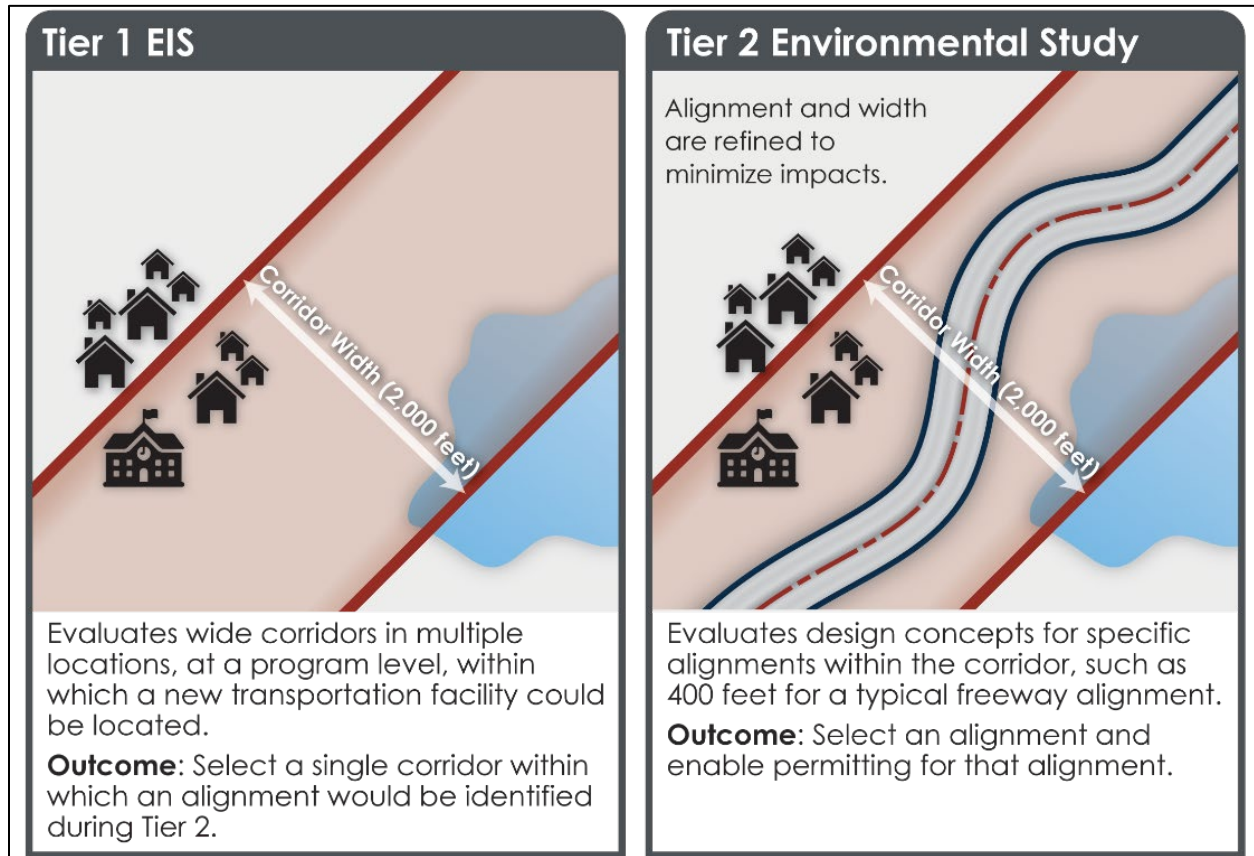 Tier 1 EIS
Corridor Width (2,000 feet)
Evaluates wide corridors in multiple
locations, at a program level, within
which a new transportation facility could
be located.
Outcome: Select a single corridor within
which an alignment would be identified
during Tier 2.
Tier 2 Environmental Study
Alignment and width
are refined to
minimize impacts.
Corridor Width (2,000 feet)
Evaluates design concepts for specific
alignments within the corridor, such as
400 feet for a typical freeway alignment.
Outcome: Select an alignment and
enable permitting for that alignment.